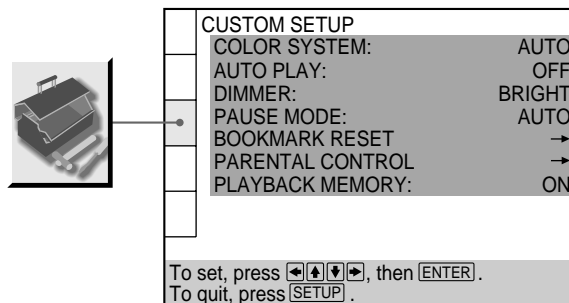 CUSTOM SETUP
COLOR SYSTEM: AUTO
AUTO PLAY: OFF
DIMMER: BRIGHT
PAUSE MODE: AUTO
BOOKMARK RESET →
PARENTAL CONTROL →
PLAYBACK MEMORY: ON
To set, press ←↑↓→, then ENTER.
To quit, press SETUP.